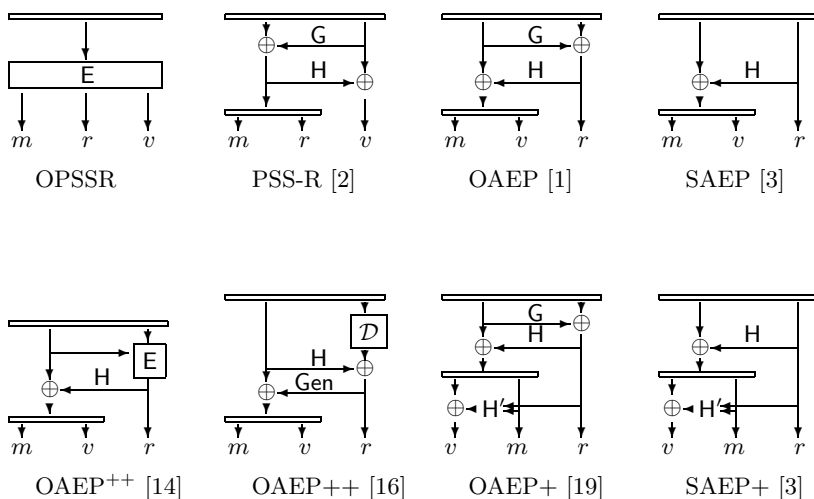 E
m r v
OPSSR
G
H
m r v
PSS-R [2]
G
H
m v r
OAEP [1]
H
m r
SAEP [3]
E
H
m v r
OAEP++ [14]
D
H
Gen
m v r
OAEP++ [16]
G
H
H′
v m r
OAEP+ [19]
H
H′
v m r
SAEP+ [3]